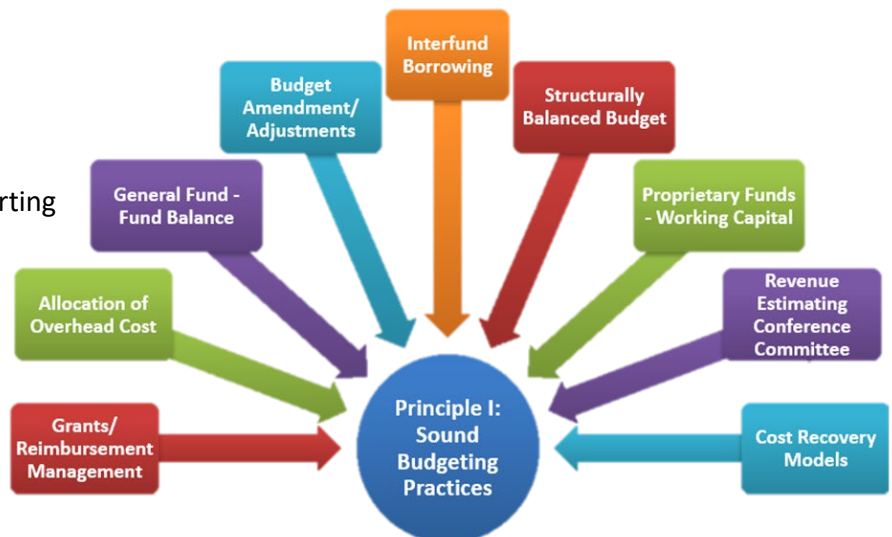 Interfund
Borrowing
Budget
Amendment/
Adjustments
Structurally
Balanced Budget
rting
General Fund -
Fund Balance
Proprietary Funds
- Working Capital
Allocation of
Overhead Cost
Revenue
Estimating
Conference
Committee
Grants/
Reimbursement
Management
Principle I:
Sound
Budgeting
Practices
Cost Recovery
Models